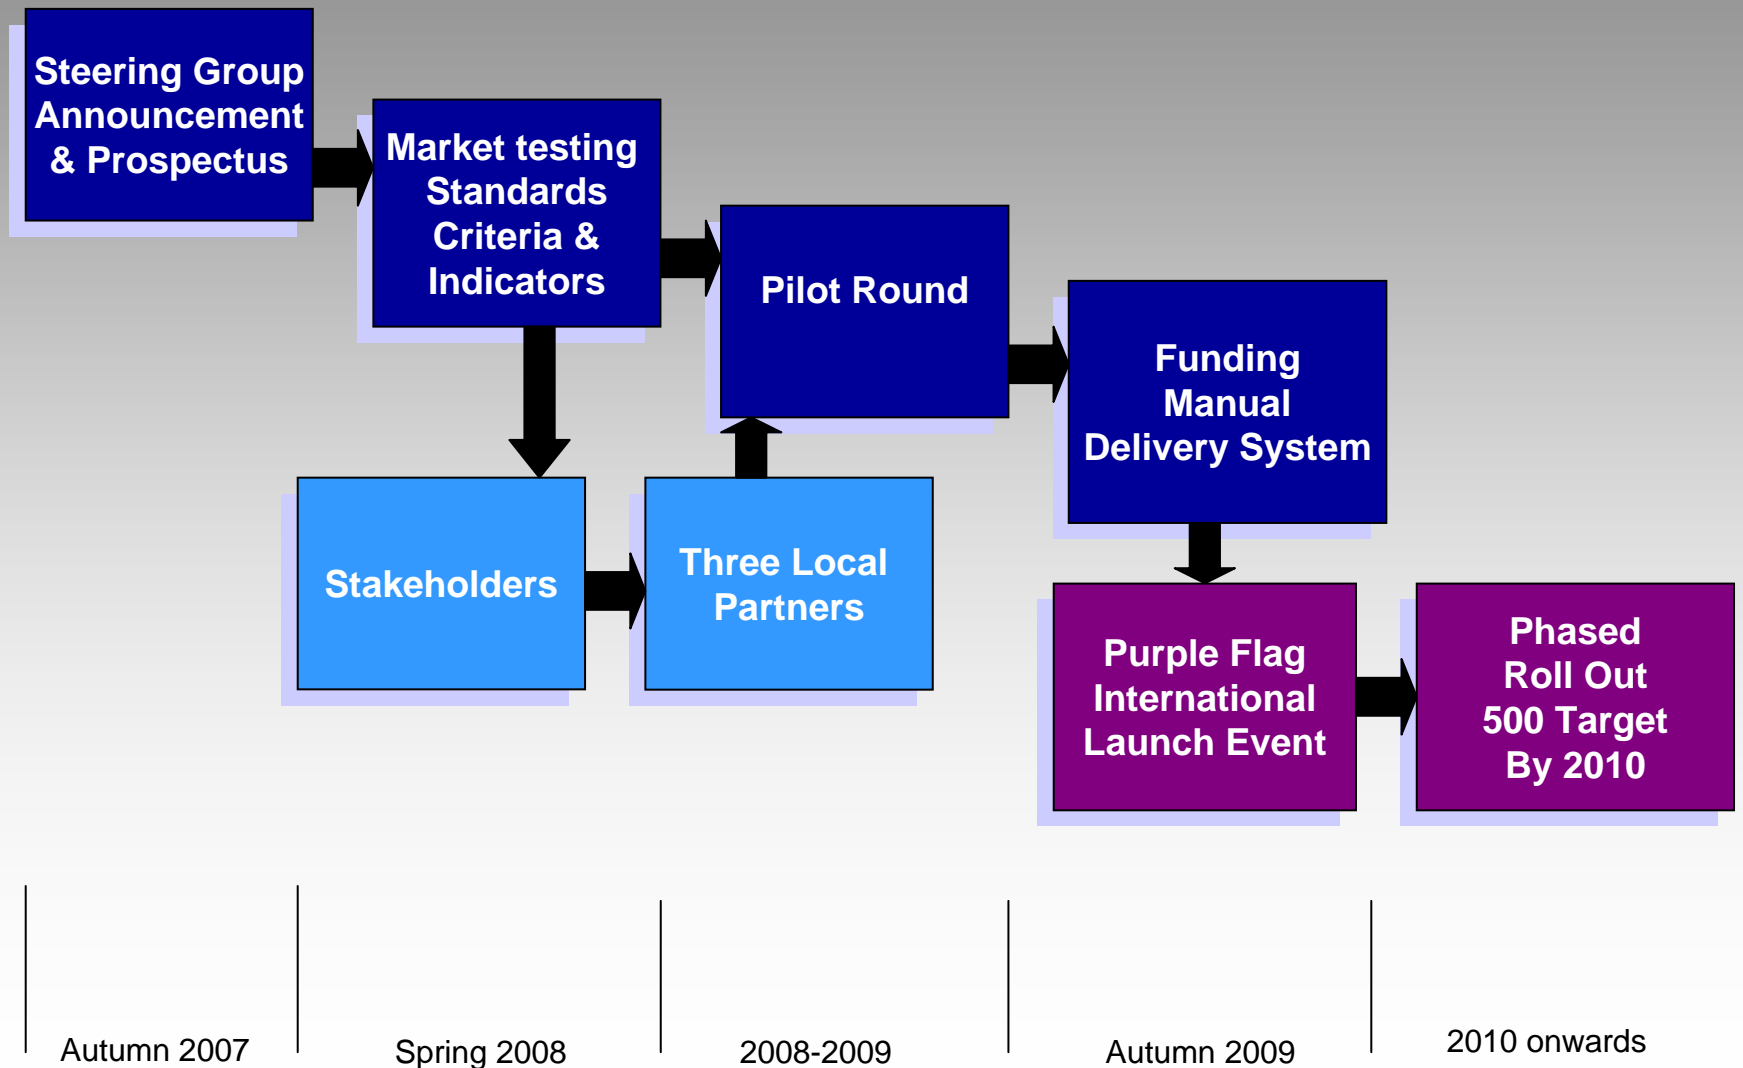 Steering Group
Announcement
& Prospectus
Market testing
Standards
Criteria &
Indicators
Pilot Round
Funding
Manual
Delivery System
Stakeholders
Three Local
Partners
Purple Flag
International
Launch Event
Phased
Roll Out
500 Target
By 2010
Autumn 2007
Spring 2008
2008-2009
Autumn 2009
2010 onwards